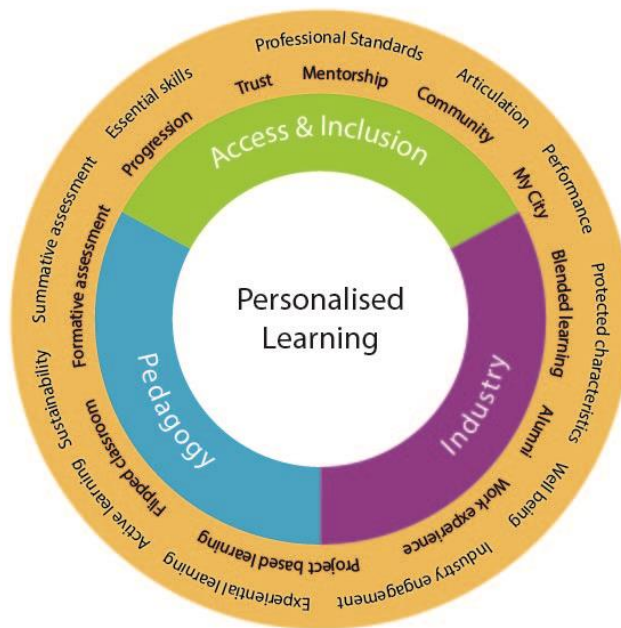 Professional Standards
Articulation
Performance
Protected characteristics
Well being
Industry engagement
Experiential learning
Active learning
Sustainability
Summative assessment
Essential skills
Trust
Mentorship
Community
My City
Blended learning
Alumni
Work experience
Project based learning
Flipped classroom
Formative assessment
Progression
Access & Inclusion
Industry
Pedagogy
Personalised
Learning